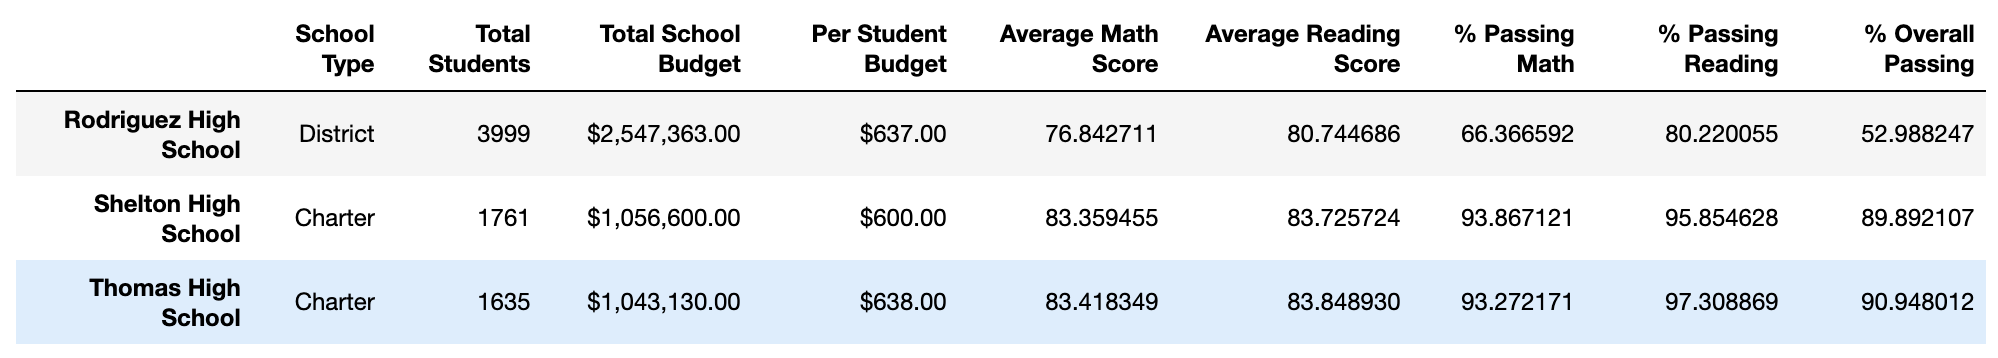 School Total Total School Per Student Average Math Average Reading % Passing % Passing % Overall
Type Students Budget Budget Score Score Math Reading Passing
Rodriguez High
School District 3999 $2,547,363.00 $637.00 76.842711 80.744686 66.366592 80.220055 52.988247
Shelton High
School Charter 1761 $1,056,600.00 $600.00 83.359455 83.725724 93.867121 95.854628 89.892107
Thomas High
School Charter 1635 $1,043,130.00 $638.00 83.418349 83.848930 93.272171 97.308869 90.948012